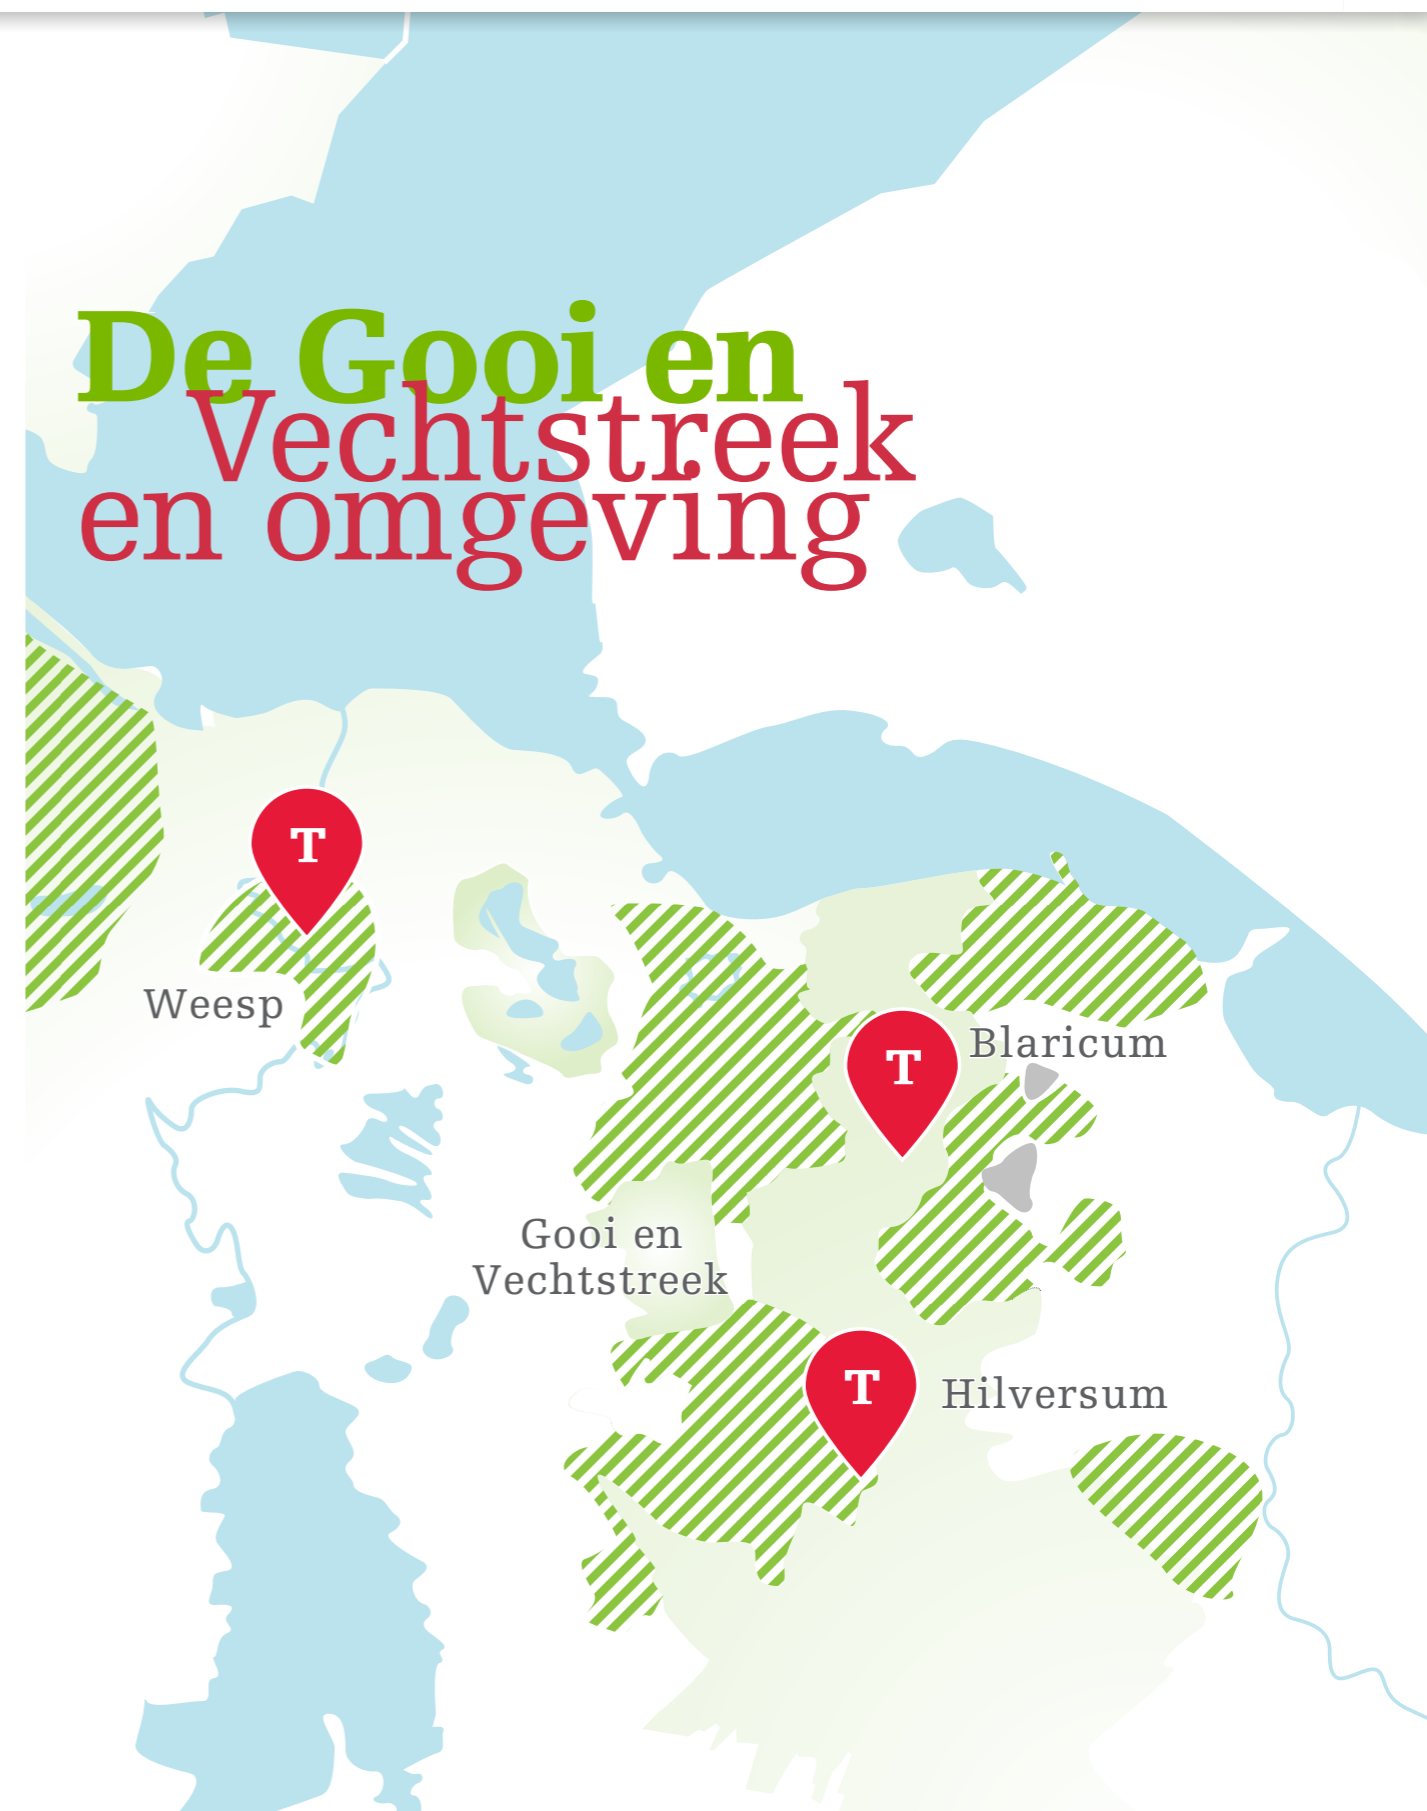 De Gooi en
Vechtstreek
en omgeving
T
Weesp
T
Blaricum
Gooi en
Vechtstreek
T
Hilversum